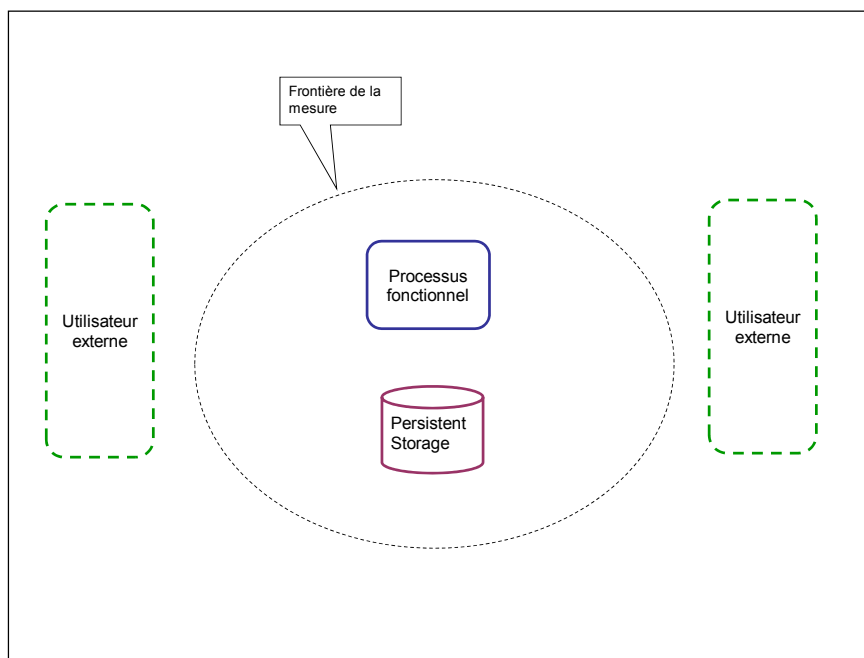 Frontière de la
mesure
Utilisateur
externe
Processus
fonctionnel
Persistent
Storage
Utilisateur
externe